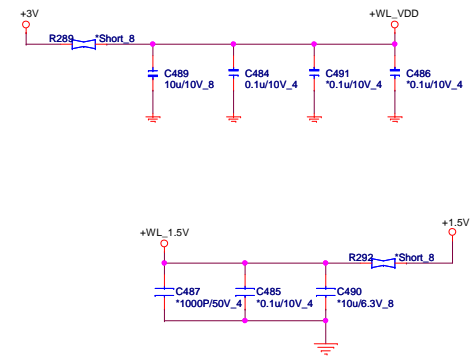 +3V
+WL_VDD
R289 *Short_8
C489
10u/10V_8
C484
0.1u/10V_4
C491
*0.1u/10V_4
C486
*0.1u/10V_4
+1.5V
+WL_1.5V
R292 *Short_8
C487
*1000P/50V_4
C485
*0.1u/10V_4
C490
*10u/6.3V_8